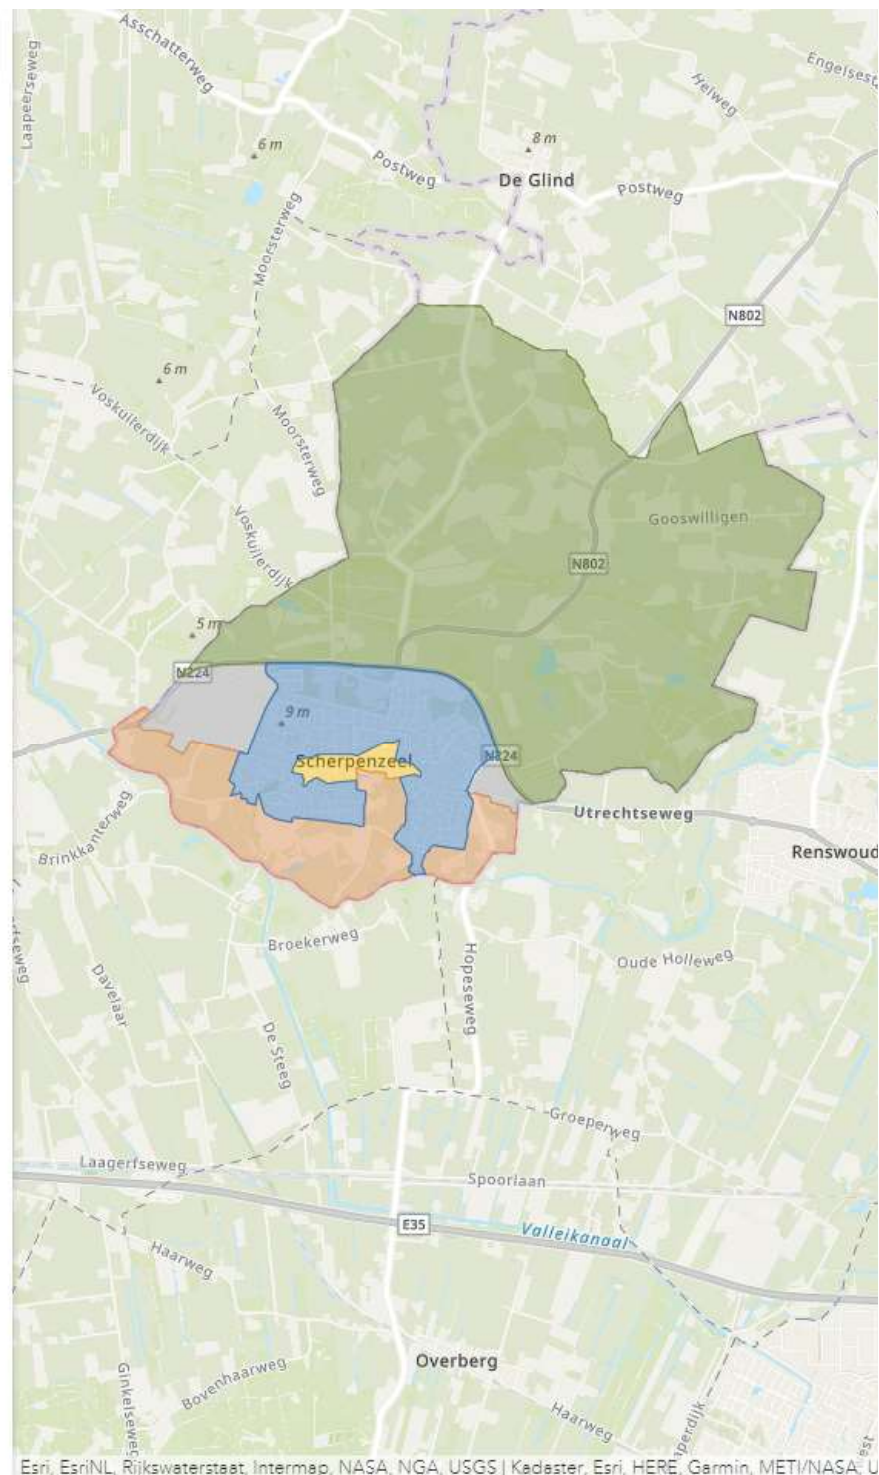 Asschatterweg
Laapeerseweg
Engelsest
Helweg
6 m
8 m
Postweg
De Glind
Postweg
Moorsterweg
N802
6 m
Voskuilerdijk
Moorsterweg
Gooswilligen
Voskuilerdijk
N802
5 m
N224
9 m
Scherpenzeel
N224
Utrechtseweg
Brinkkanterweg
Renswoud
Broekerweg
Oude Holleweg
Hopeseweg
Davelaar
De Steeg
Groeperweg
Laagerfseweg
Spoorlaan
E35
Valleikanaal
Haarweg
Overberg
Bovenhaarweg
Ginkelseweg
Haarweg
Esri, EsriNL, Rijkswaterstaat, Intermap, NASA, NGA, USGS | Kadaster, Esri, HERE, Garmin, METI/NASA, U